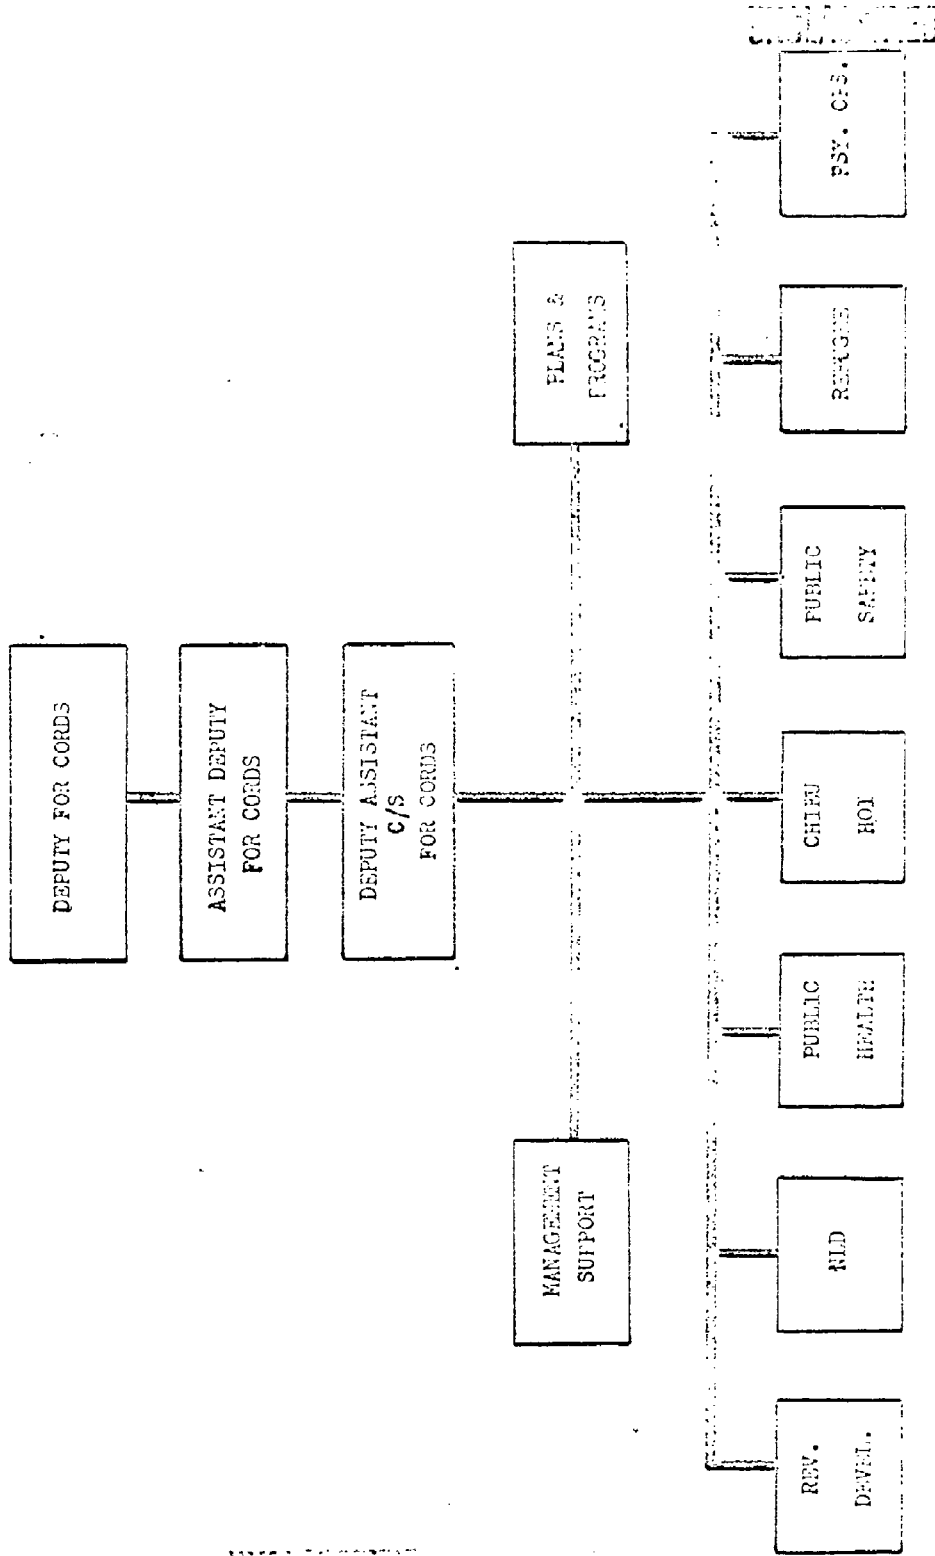 DEPUTY FOR CORDS
ASSISTANT DEPUTY
FOR CORDS
DEPUTY ASSISTANT
C/S
FOR CORDS
MANAGEMENT
SUPPORT
PLANS &
PROGRAMS
REV.
DEVEL.
NLD
PUBLIC
HEALTH
CHIEU
HOI
PUBLIC
SAFETY
REFUGEE
PSY. OPS.